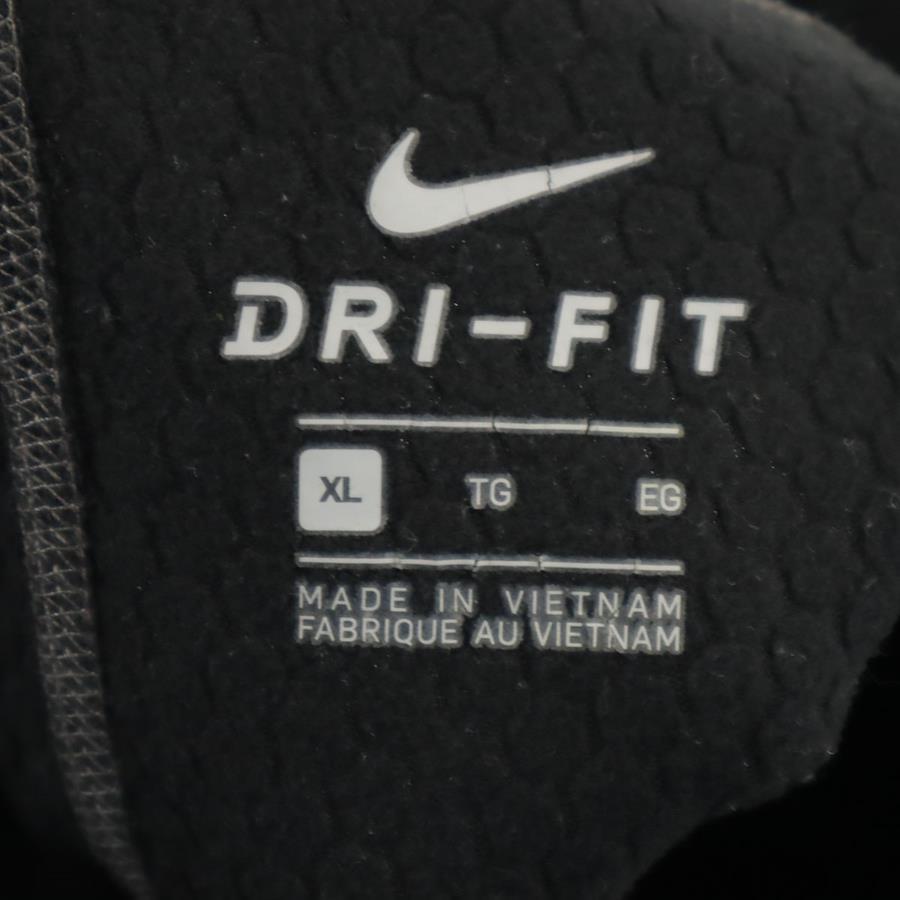 DRI-FIT
XL TG EG
MADE IN VIETNAM
FABRIQUE AU VIETNAM